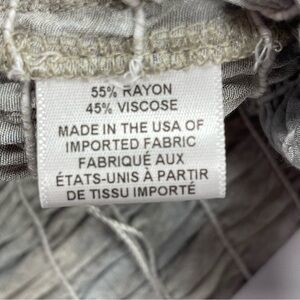 55% RAYON
45% VISCOSE
MADE IN THE USA OF
IMPORTED FABRIC
FABRIQUÉ AUX
ÉTATS-UNIS À PARTIR
DE TISSU IMPORTÉ